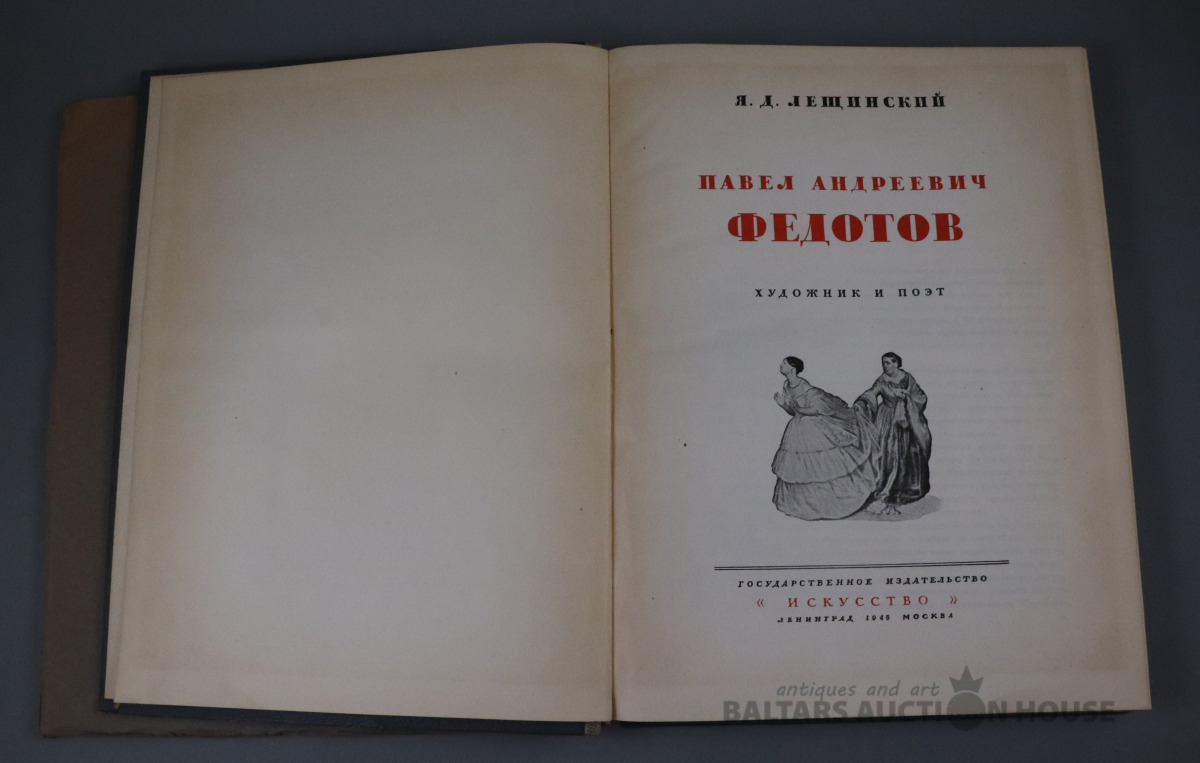 Я. Д. ЛЕЩИНСКИЙ
ПАВЕЛ АНДРЕЕВИЧ
ФЕДОТОВ
ХУДОЖНИК И ПОЭТ
ГОСУДАРСТВЕННОЕ ИЗДАТЕЛЬСТВО
« ИСКУССТВО »
ЛЕНИНГРАД 1946 МОСКВА
antiques and art
BALTARS AUCTION HOUSE